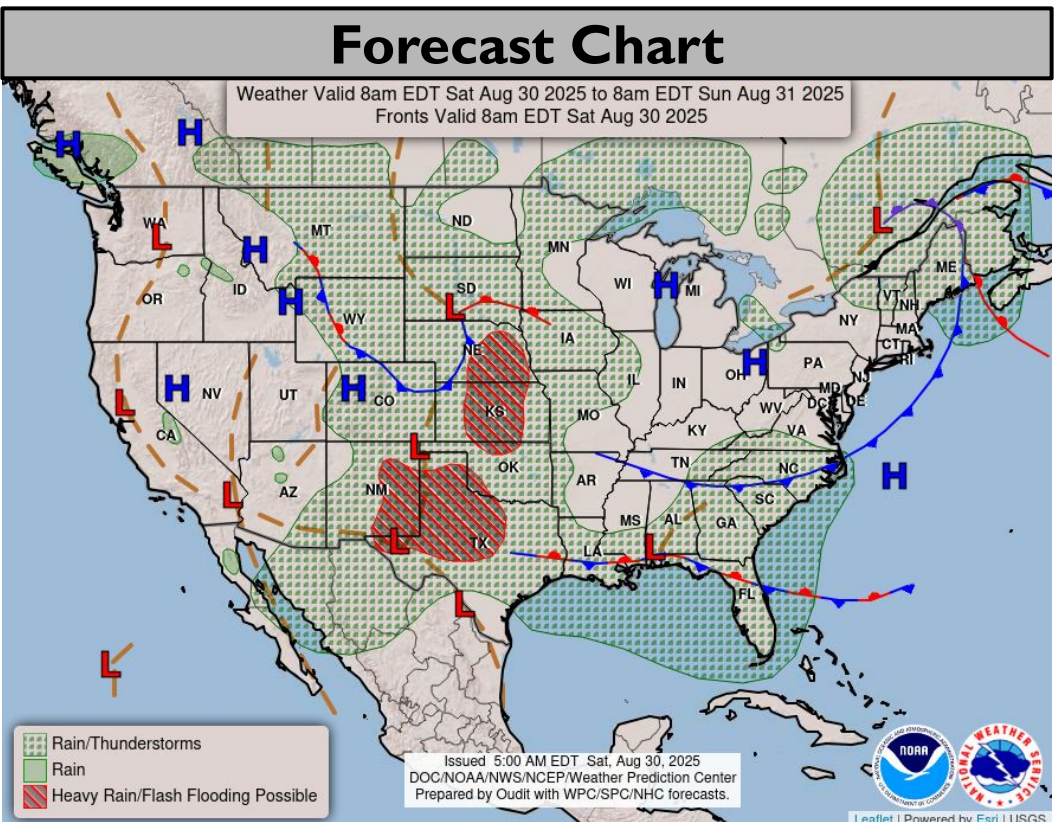 Forecast Chart
Weather Valid 8am EDT Sat Aug 30 2025 to 8am EDT Sun Aug 31 2025
Fronts Valid 8am EDT Sat Aug 30 2025
H
H
WA
L
MT
ND
MN
L
ME
H
OR
ID
H
WY
SD
L
WI
H
MI
VT
NH
NY
MA
CT
RI
NE
IA
H
NV
UT
H
CO
IL
IN
OH
H
PA
NJ
MD
DE
DC
L
CA
KS
MO
WV
VA
KY
L
OK
TN
NC
H
L
AZ
NM
AR
SC
L
TX
MS
AL
GA
LA
L
FL
L
L
Rain/Thunderstorms
Rain
Heavy Rain/Flash Flooding Possible
Issued 5:00 AM EDT Sat, Aug 30, 2025
DOC/NOAA/NWS/NCEP/Weather Prediction Center
Prepared by Oudit with WPC/SPC/NHC forecasts.
NOAA
NATIONAL WEATHER SERVICE
Leaflet | Powered by Esri | USGS